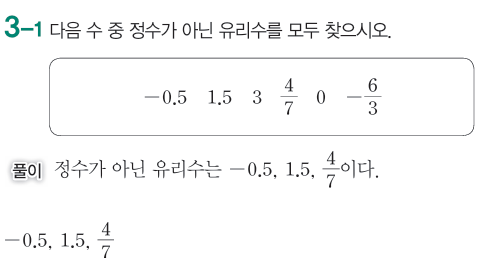 3-1 다음 수 중 정수가 아닌 유리수를 모두 찾으시오.
-0.5 1.5 3 4/7 0 -6/3
풀이 정수가 아닌 유리수는 -0.5, 1.5, 4/7이다.
-0.5, 1.5, 4/7